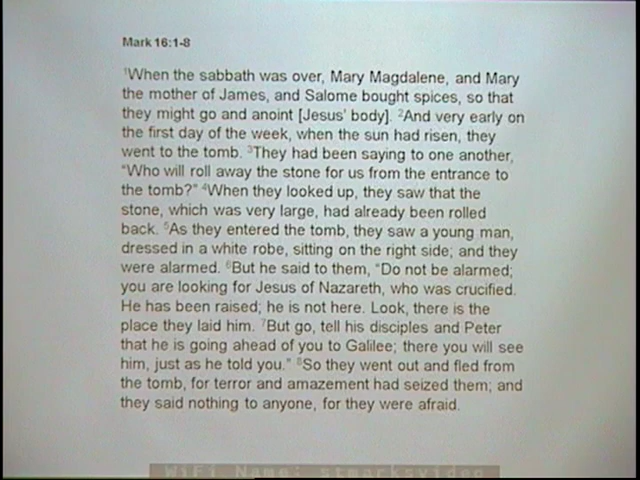 Mark 16:1-8
¹When the sabbath was over, Mary Magdalene, and Mary
the mother of James, and Salome bought spices, so that
they might go and anoint [Jesus' body]. ²And very early on
the first day of the week, when the sun had risen, they
went to the tomb. ³They had been saying to one another,
"Who will roll away the stone for us from the entrance to
the tomb?" ⁴When they looked up, they saw that the
stone, which was very large, had already been rolled
back. ⁵As they entered the tomb, they saw a young man,
dressed in a white robe, sitting on the right side; and they
were alarmed. ⁶But he said to them, "Do not be alarmed;
you are looking for Jesus of Nazareth, who was crucified.
He has been raised; he is not here. Look, there is the
place they laid him. ⁷But go, tell his disciples and Peter
that he is going ahead of you to Galilee; there you will see
him, just as he told you." ⁸So they went out and fled from
the tomb, for terror and amazement had seized them; and
they said nothing to anyone, for they were afraid.
WiFi Name: stmarksvideo